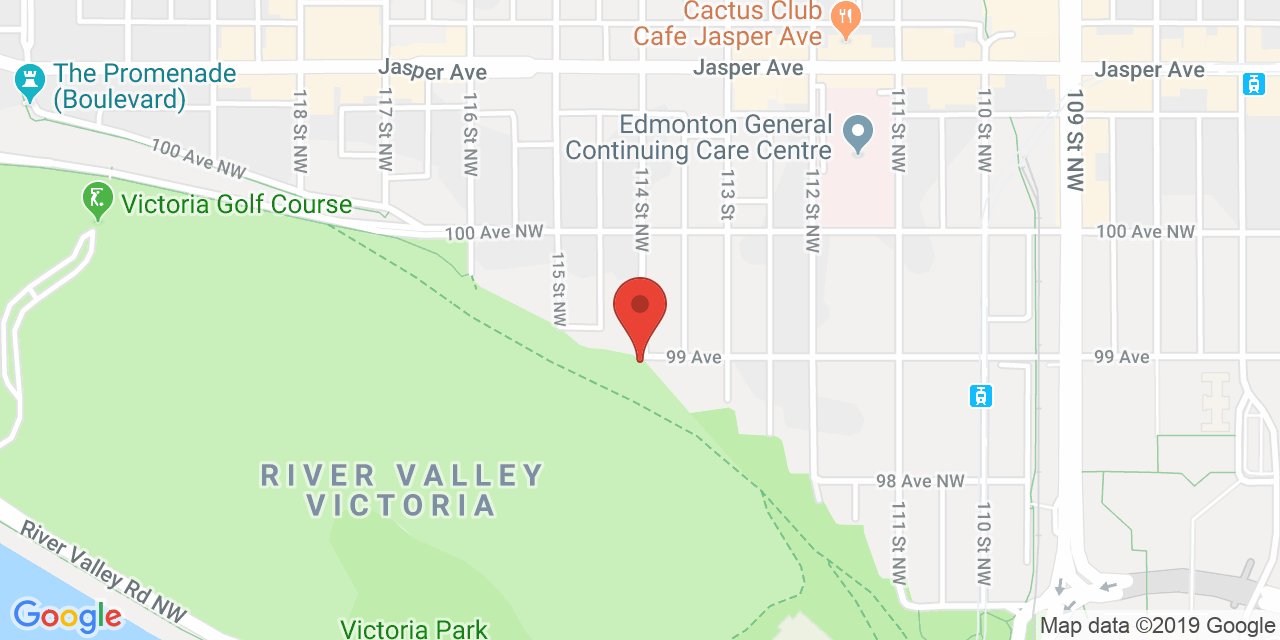 Cactus Club
Cafe Jasper Ave
Jasper Ave
Jasper Ave
Jasper Ave
The Promenade
(Boulevard)
118 St NW
117 St NW
116 St NW
111 St NW
110 St NW
109 St NW
Edmonton General
Continuing Care Centre
100 Ave NW
114 St NW
113 St
112 St NW
Victoria Golf Course
100 Ave NW
100 Ave NW
115 St NW
99 Ave
99 Ave
RIVER VALLEY
VICTORIA
98 Ave NW
111 St NW
110 St NW
River Valley Rd NW
Google
Victoria Park
Map data ©2019 Google